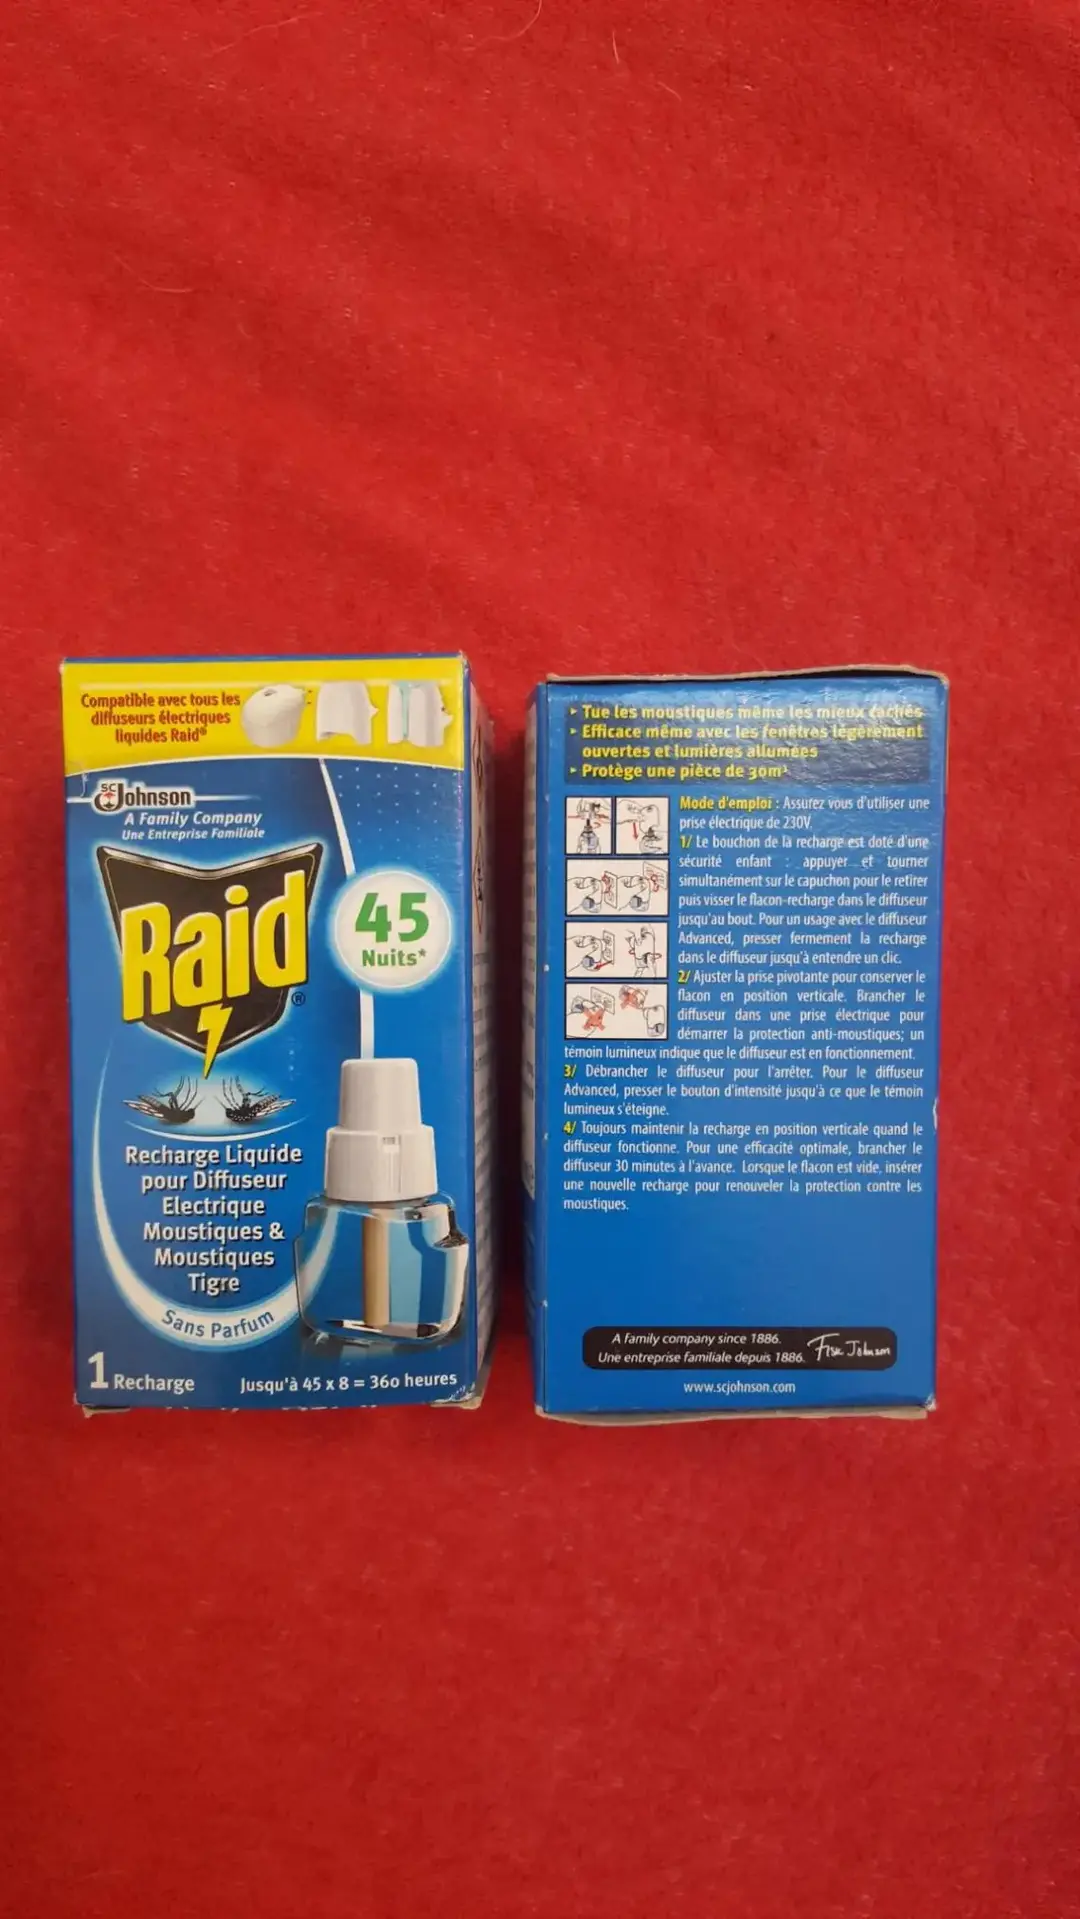 Compatible avec tous les
diffuseurs électriques
liquides Raid®
SC Johnson
A Family Company
Une Entreprise Familiale
Raid®
45
Nuits*
Recharge Liquide
pour Diffuseur
Electrique
Moustiques &
Moustiques
Tigre
Sans Parfum
1 Recharge
Jusqu'à 45 x 8 = 360 heures
▸ Tue les moustiques même les mieux cachés
▸ Efficace même avec les fenêtres légèrement
ouvertes et lumières allumées
▸ Protège une pièce de 30m³
Mode d'emploi : Assurez vous d'utiliser une
prise électrique de 230V.
1/ Le bouchon de la recharge est doté d'une
sécurité enfant : appuyer et tourner
simultanément sur le capuchon pour le retirer
puis visser le flacon-recharge dans le diffuseur
jusqu'au bout. Pour un usage avec le diffuseur
Advanced, presser fermement la recharge
dans le diffuseur jusqu'à entendre un clic.
2/ Ajuster la prise pivotante pour conserver le
flacon en position verticale. Brancher le
diffuseur dans une prise électrique pour
démarrer la protection anti-moustiques; un
témoin lumineux indique que le diffuseur est en fonctionnement.
3/ Débrancher le diffuseur pour l'arrêter. Pour le diffuseur
Advanced, presser le bouton d'intensité jusqu'à ce que le témoin
lumineux s'éteigne.
4/ Toujours maintenir la recharge en position verticale quand le
diffuseur fonctionne. Pour une efficacité optimale, brancher le
diffuseur 30 minutes à l'avance. Lorsque le flacon est vide, insérer
une nouvelle recharge pour renouveler la protection contre les
moustiques.
A family company since 1886.
Une entreprise familiale depuis 1886.
Fisk Johnson
www.scjohnson.com